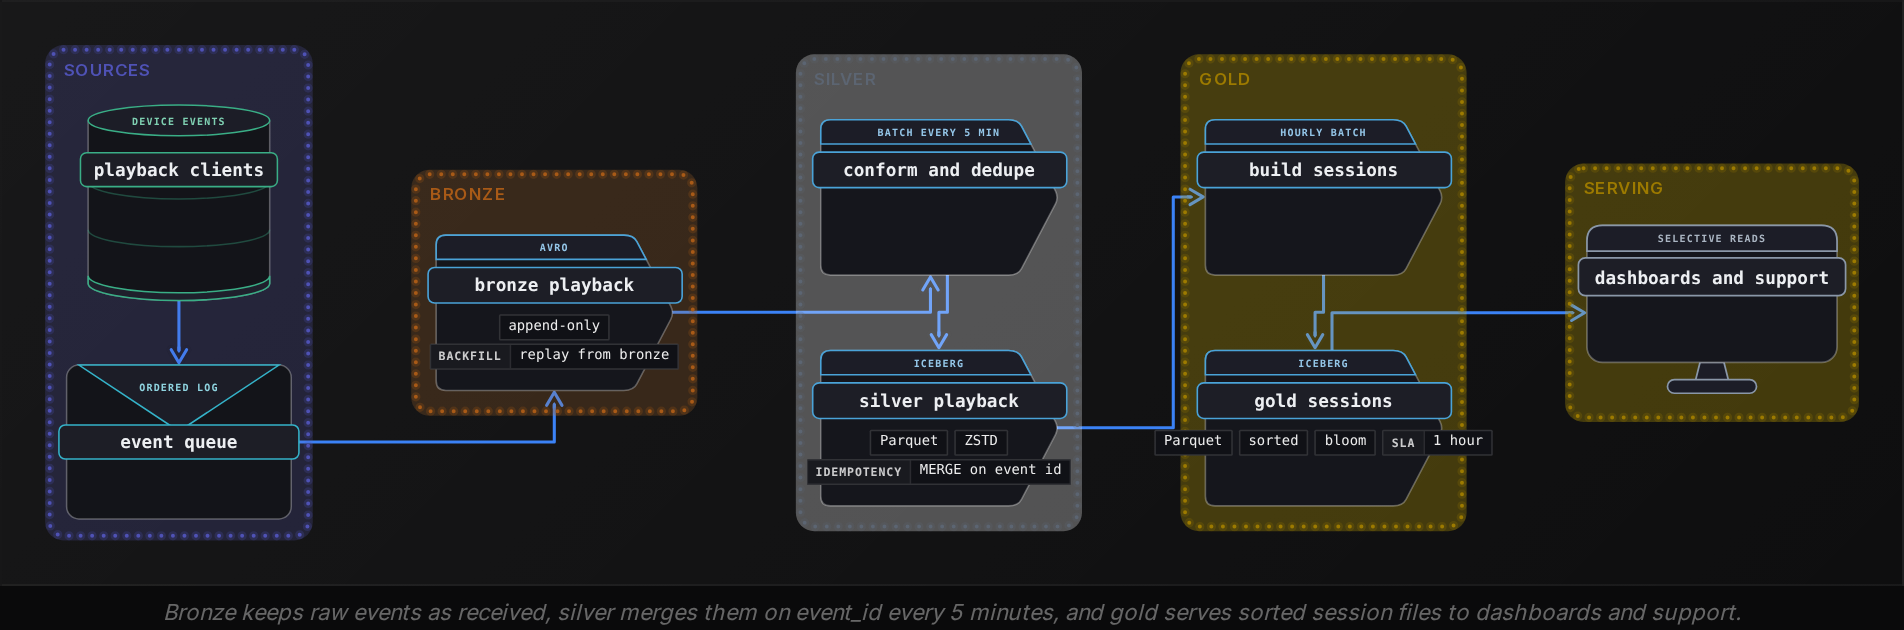 SOURCES
DEVICE EVENTS
playback clients
ORDERED LOG
event queue
BRONZE
AVRO
bronze playback
append-only
BACKFILL replay from bronze
SILVER
BATCH EVERY 5 MIN
conform and dedupe
ICEBERG
silver playback
Parquet ZSTD
IDEMPOTENCY MERGE on event id
GOLD
HOURLY BATCH
build sessions
ICEBERG
gold sessions
Parquet sorted bloom SLA 1 hour
SERVING
SELECTIVE READS
dashboards and support
Bronze keeps raw events as received, silver merges them on event_id every 5 minutes, and gold serves sorted session files to dashboards and support.